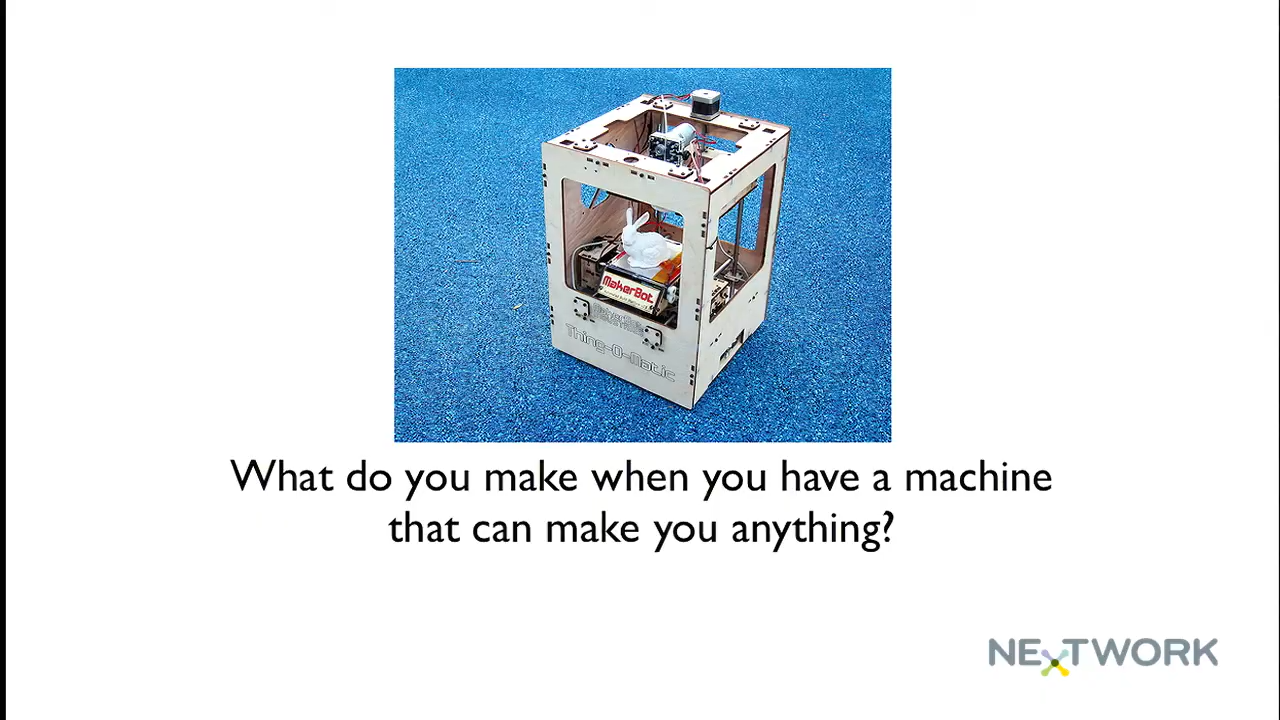 MakerBot
Thing-O-Matic
What do you make when you have a machine
that can make you anything?
NEXTWORK